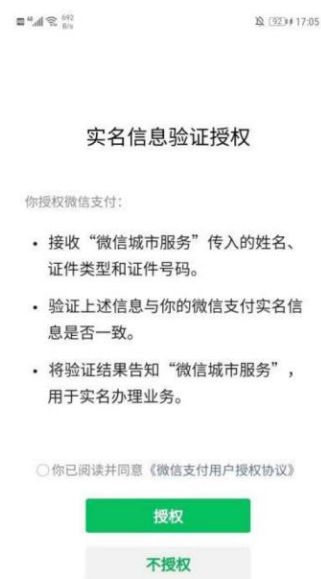 692
B/s
92
17:05
实名信息验证授权
你授权微信支付：
• 接收“微信城市服务”传入的姓名、
证件类型和证件号码。
• 验证上述信息与你的微信支付实名信
息是否一致。
• 将验证结果告知“微信城市服务”，
用于实名办理业务。
你已阅读并同意《微信支付用户授权协议》
授权
不授权